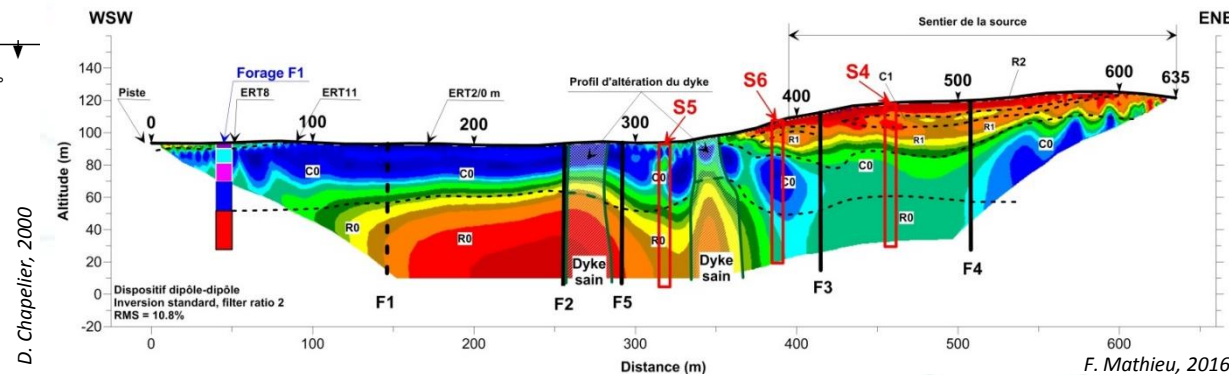 WSW
ENE
Sentier de la source
Forage F1
Piste
ERT8
ERT11
ERT2/0 m
Profil d'altération du dyke
S5
S6
S4
C1
R2
0
100
200
300
400
500
600
635
140
120
100
80
60
40
20
0
-20
Altitude (m)
C0
C0
C0
C0
C0
R1
R1
R1
R0
R0
R0
R0
Dyke
sain
Dyke
sain
F1
F2
F5
F3
F4
Dispositif dipôle-dipôle
Inversion standard, filter ratio 2
RMS = 10.8%
0
100
200
300
400
500
600
Distance (m)
D. Chapelier, 2000
F. Mathieu, 2016